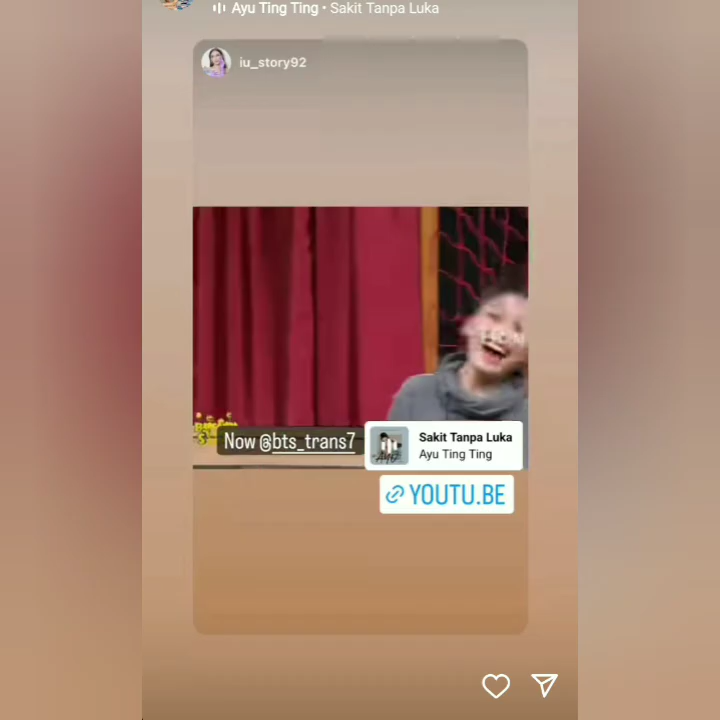 Ayu Ting Ting • Sakit Tanpa Luka
iu_story92
Now @bts_trans7
Sakit Tanpa Luka
Ayu Ting Ting
YOUTU.BE